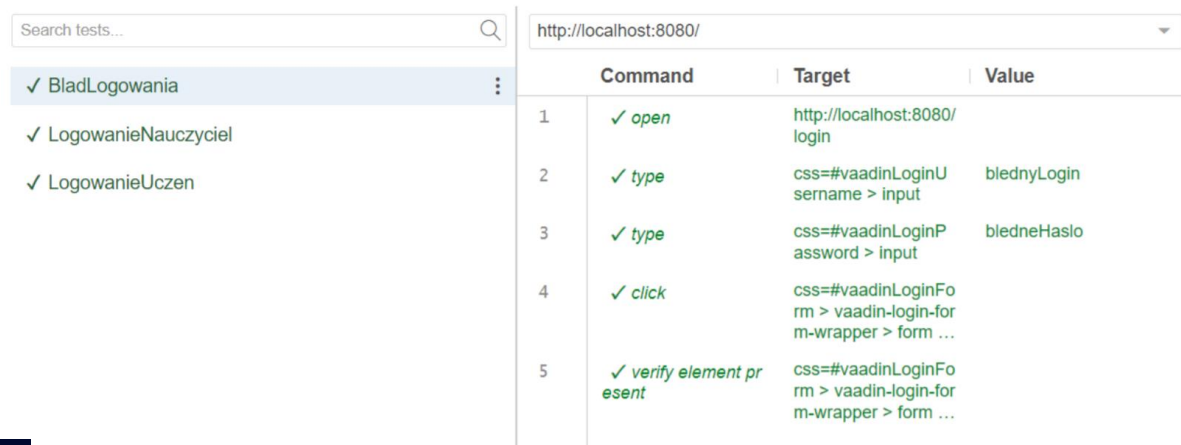 Search tests...
http://localhost:8080/
✓ BladLogowania
✓ LogowanieNauczyciel
✓ LogowanieUczen
Command Target Value
1 ✓ open http://localhost:8080/
login
2 ✓ type css=#vaadinLoginU blednyLogin
sername > input
3 ✓ type css=#vaadinLoginP bledneHaslo
assword > input
4 ✓ click css=#vaadinLoginFo
rm > vaadin-login-for
m-wrapper > form …
5 ✓ verify element pr css=#vaadinLoginFo
esent rm > vaadin-login-for
m-wrapper > form …